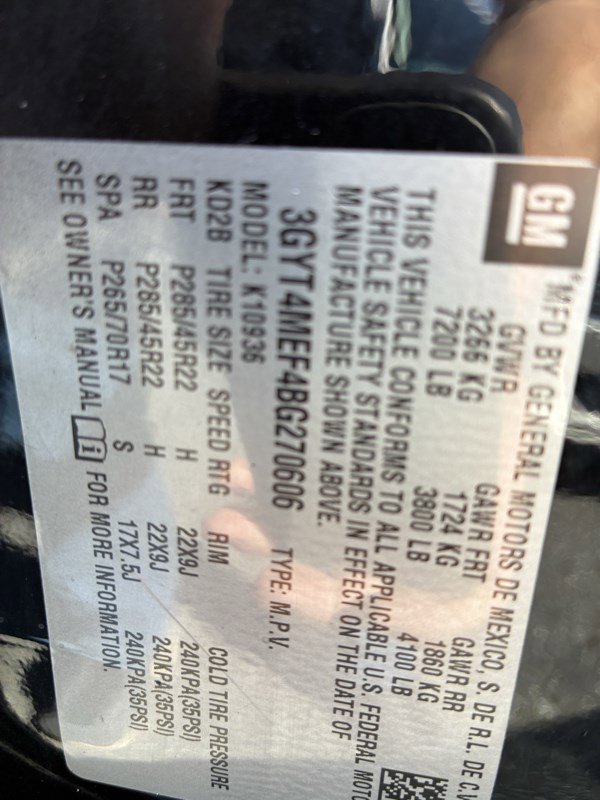 GM
*MFD BY GENERAL MOTORS DE MEXICO, S. DE R.L. DE C.V
GVWR GAWR FRT GAWR RR
3266 KG 1724 KG 1860 KG
7200 LB 3800 LB 4100 LB
THIS VEHICLE CONFORMS TO ALL APPLICABLE U.S. FEDERAL MOTO
VEHICLE SAFETY STANDARDS IN EFFECT ON THE DATE OF
MANUFACTURE SHOWN ABOVE.
3GYT4MEF4BG270606 TYPE: M.P.V.
MODEL: K10936
KD2B TIRE SIZE SPEED RTG RIM COLD TIRE PRESSURE
FRT P285/45R22 H 22X9J 240KPA(35PSI)
RR P285/45R22 H 22X9J 240KPA(35PSI)
SPA P265/70R17 S 17X7.5J 240KPA(35PSI)
SEE OWNER'S MANUAL i FOR MORE INFORMATION.